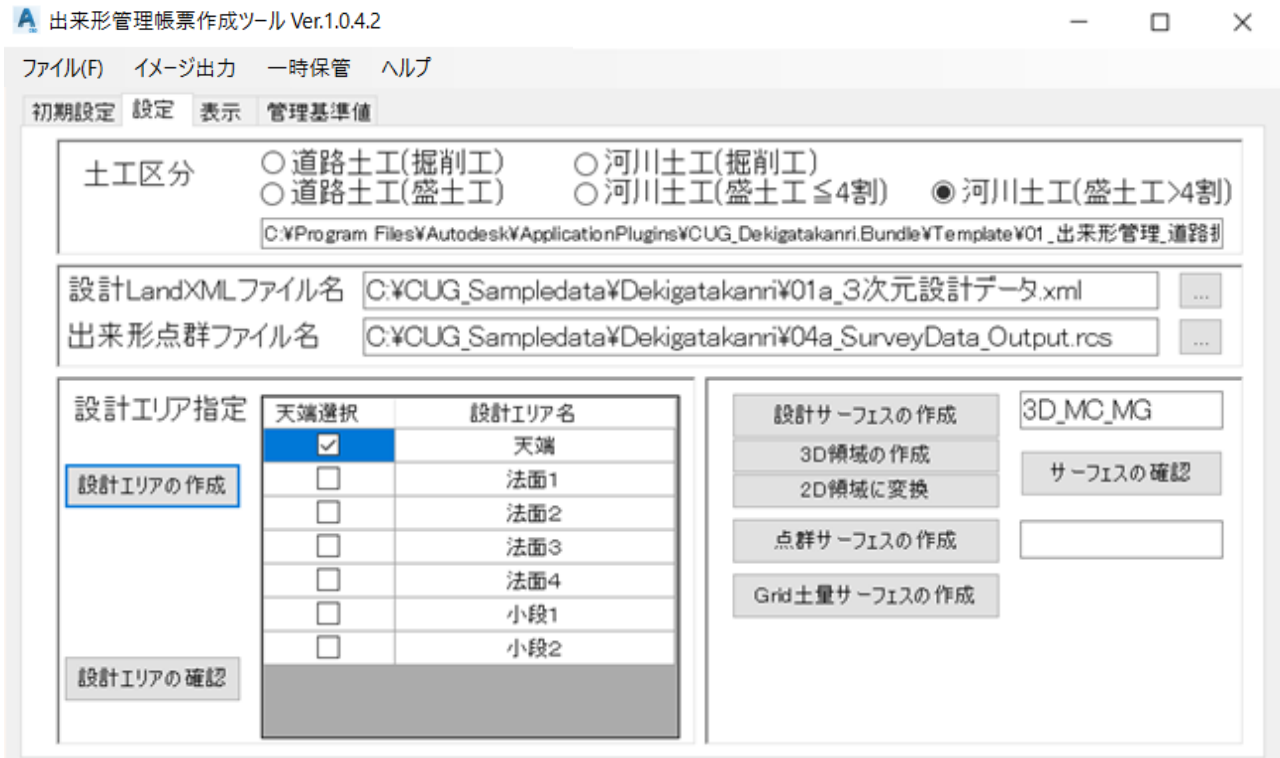 出来形管理帳票作成ツール Ver.1.0.4.2
ファイル(F) イメージ出力 一時保管 ヘルプ
初期設定 設定 表示 管理基準値
土工区分
道路土工(掘削工) 河川土工(掘削工)
道路土工(盛土工) 河川土工(盛土工≦4割) 河川土工(盛土工>4割)
C:¥Program Files¥Autodesk¥ApplicationPlugins¥CUG_Dekigatakanri.Bundle¥Template¥01_出来形管理_道路
設計LandXMLファイル名 C:¥CUG_Sampledata¥Dekigatakanri¥01a_3次元設計データ.xml ...
出来形点群ファイル名 C:¥CUG_Sampledata¥Dekigatakanri¥04a_SurveyData_Output.rcs ...
設計エリア指定
設計エリアの作成
設計エリアの確認
天端選択 設計エリア名
天端
法面1
法面2
法面3
法面4
小段1
小段2
設計サーフェスの作成 3D_MC_MG
3D領域の作成
2D領域に変換
サーフェスの確認
点群サーフェスの作成
Grid土量サーフェスの作成